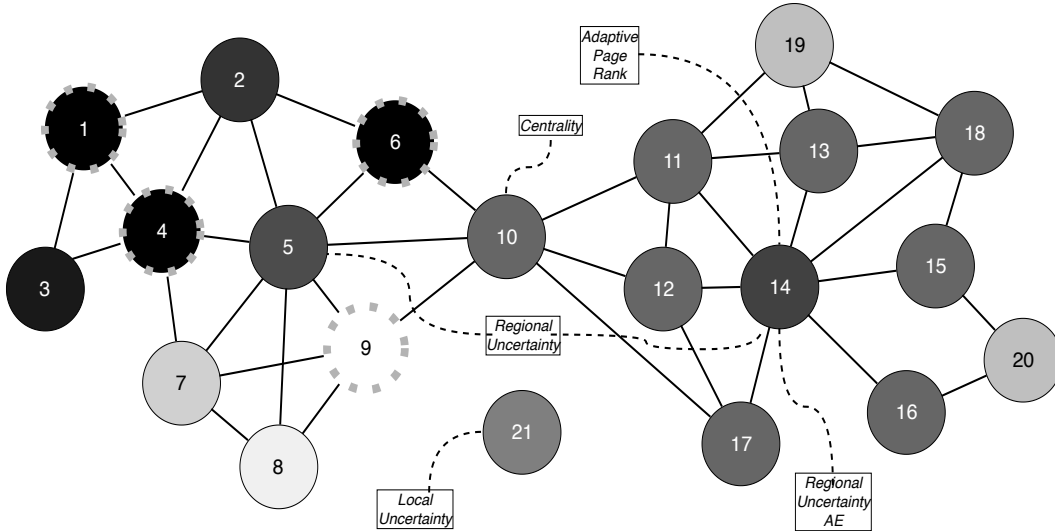 Adaptive
Page
Rank
19
2
1
6
Centrality
18
13
11
4
5
10
3
12
14
15
Regional
Uncertainty
9
7
20
16
21
17
8
Local
Uncertainty
Regional
Uncertainty
AE